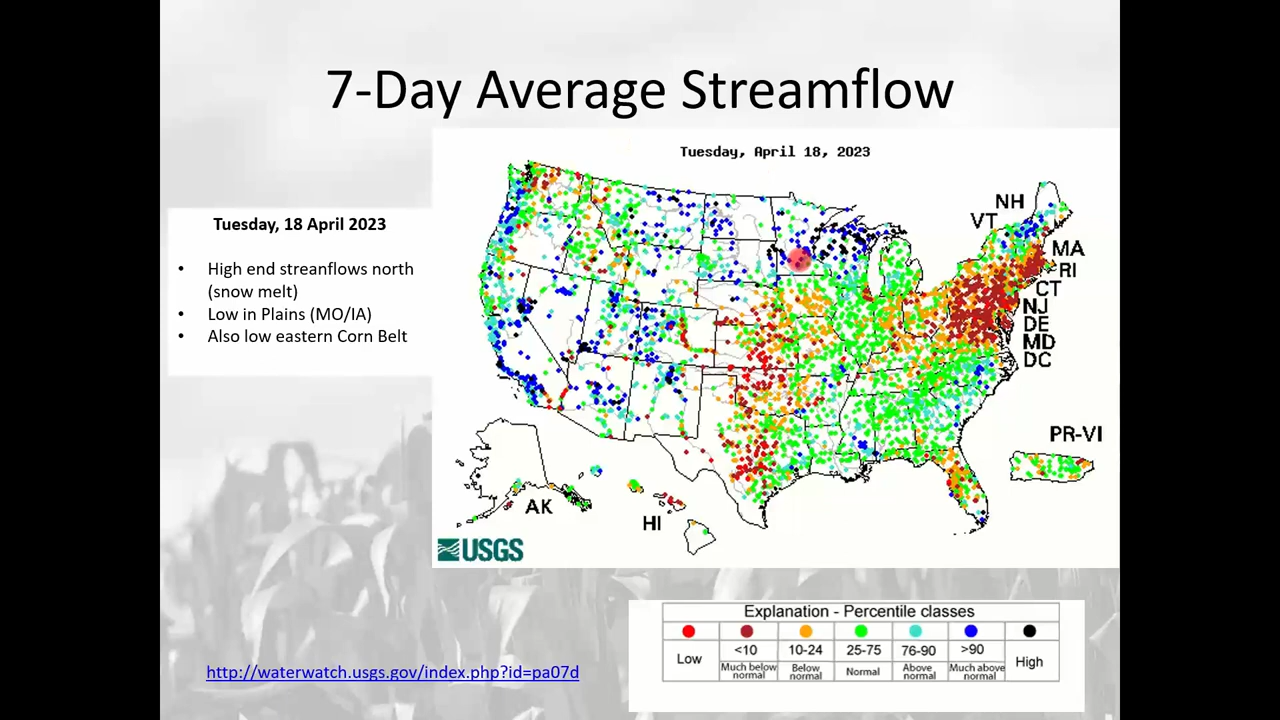 7-Day Average Streamflow
Tuesday, April 18, 2023
Tuesday, 18 April 2023
• High end streanflows north
(snow melt)
• Low in Plains (MO/IA)
• Also low eastern Corn Belt
NH
VT
MA
RI
CT
NJ
DE
MD
DC
PR-VI
AK
HI
USGS
Explanation - Percentile classes
<10 10-24 25-75 76-90 >90
Low Much below normal Below normal Normal Above normal Much above normal High
http://waterwatch.usgs.gov/index.php?id=pa07d